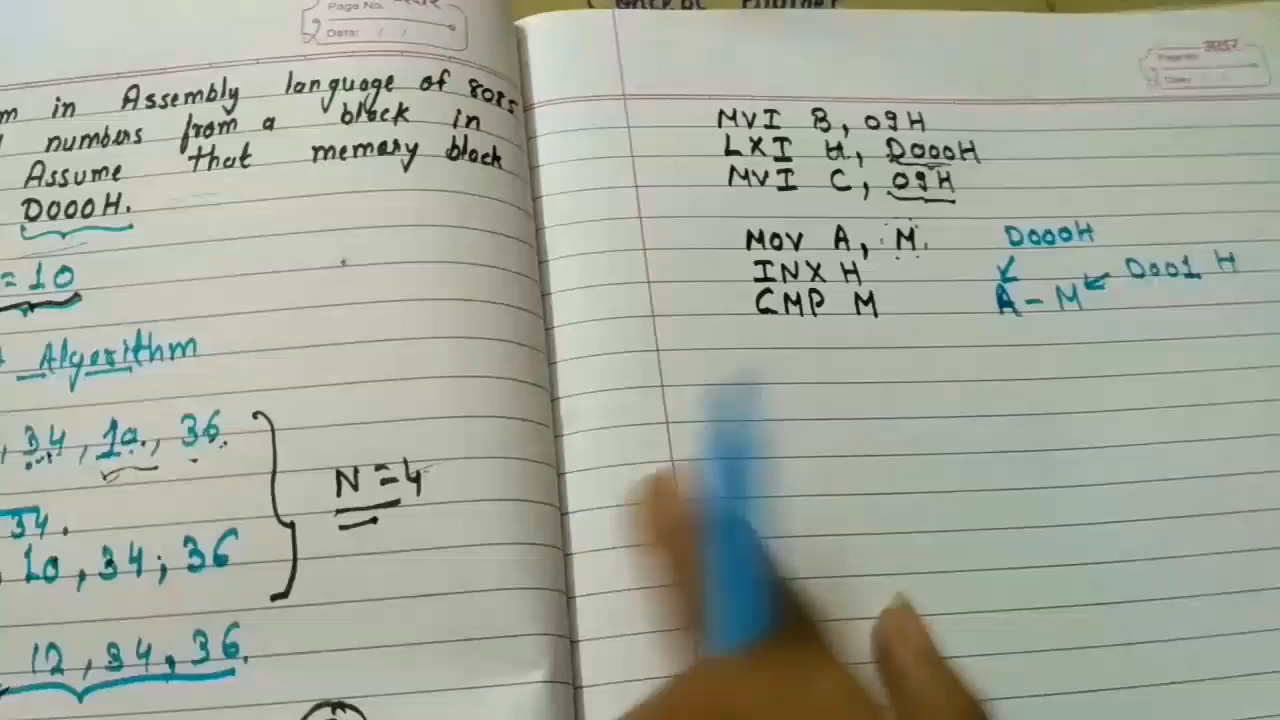 Page No.
Date: / /
m in Assembly language of 8085
numbers from a block in
Assume that memory block
D000H.
= 10
Algorithm
, 34, 10, 36.
N = 4
34.
10, 34, 36
12, 34, 36.
MVI B, 09H
LXI H, D000H
MVI C, 09H
MOV A, M. D000H
INX H D001 H
CMP M A - M